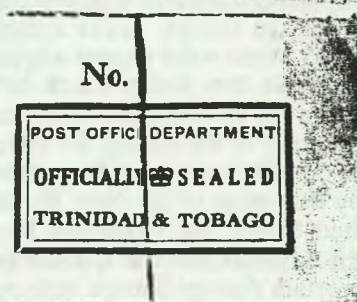 No.
POST OFFICE DEPARTMENT
OFFICIALLY SEALED
TRINIDAD & TOBAGO